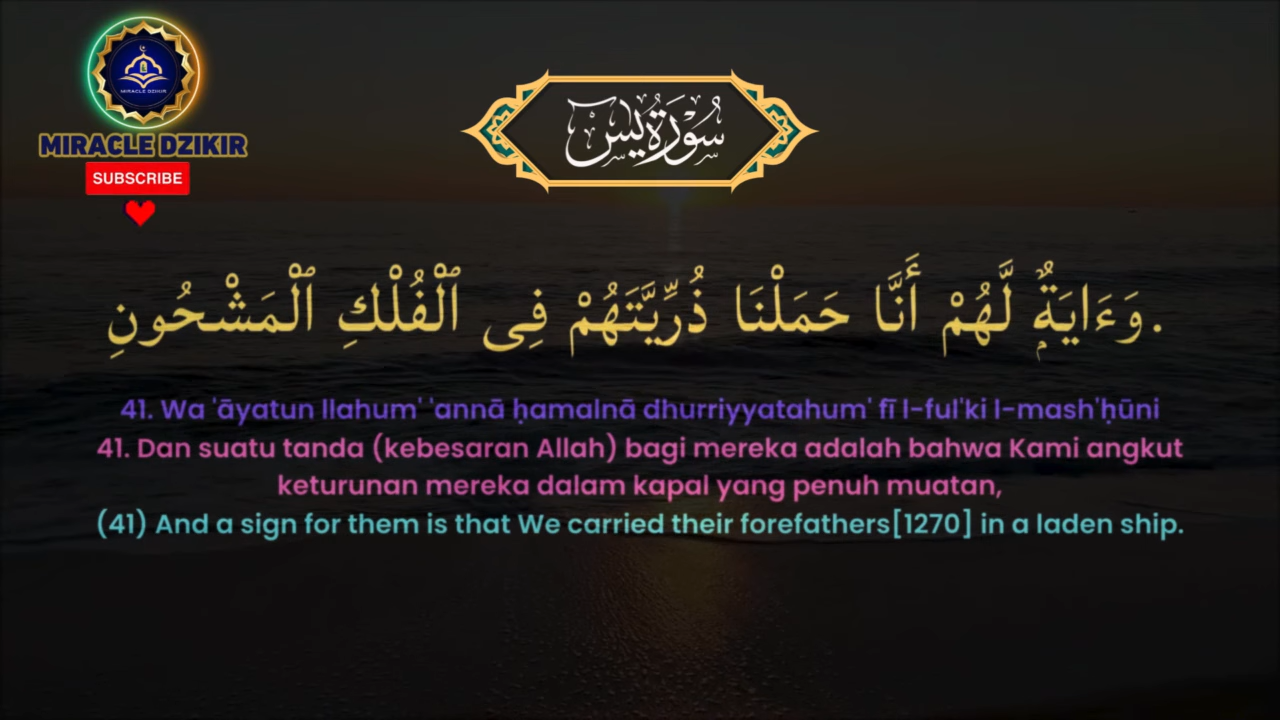 MIRACLE DZIKIR
MIRACLE DZIKIR
SUBSCRIBE
سُورَةُ يس
وَءَايَةٌۭ لَّهُمْ أَنَّا حَمَلْنَا ذُرِّيَّتَهُمْ فِى ٱلْفُلْكِ ٱلْمَشْحُونِ.
41. Wa 'āyatun llahum' 'annā ḥamalnā dhurriyyatahum' fī l-ful'ki l-mash'ḥūni
41. Dan suatu tanda (kebesaran Allah) bagi mereka adalah bahwa Kami angkut
keturunan mereka dalam kapal yang penuh muatan,
(41) And a sign for them is that We carried their forefathers[1270] in a laden ship.